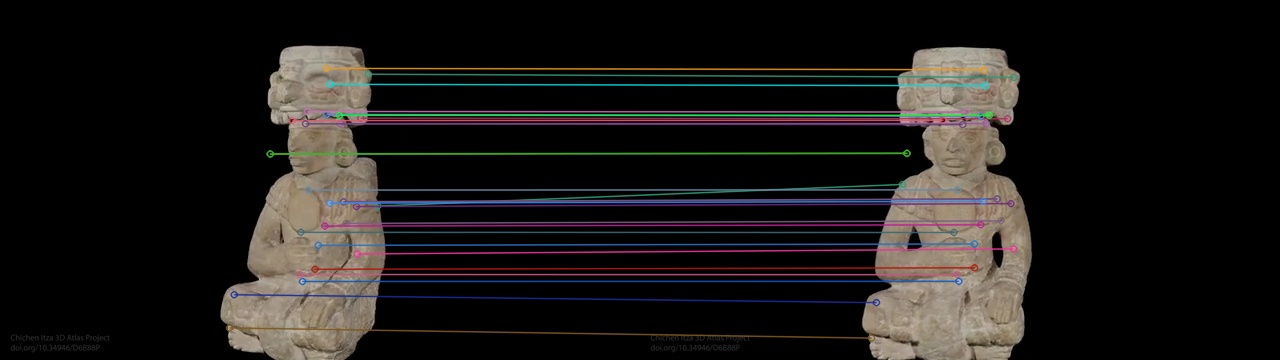 Chichen Itza 3D Atlas Project
doi.org/10.34946/D6B88P
Chichen Itza 3D Atlas Project
doi.org/10.34946/D6B88P